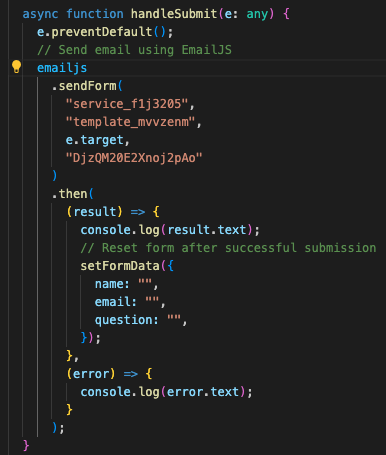 async function handleSubmit(e: any) {
e.preventDefault();
// Send email using EmailJS
emailjs
.sendForm(
"service_f1j3205",
"template_mvvzenm",
e.target,
"DjzQM20E2Xnoj2pAo"
)
.then(
(result) => {
console.log(result.text);
// Reset form after successful submission
setFormData({
name: "",
email: "",
question: "",
});
},
(error) => {
console.log(error.text);
}
);
}